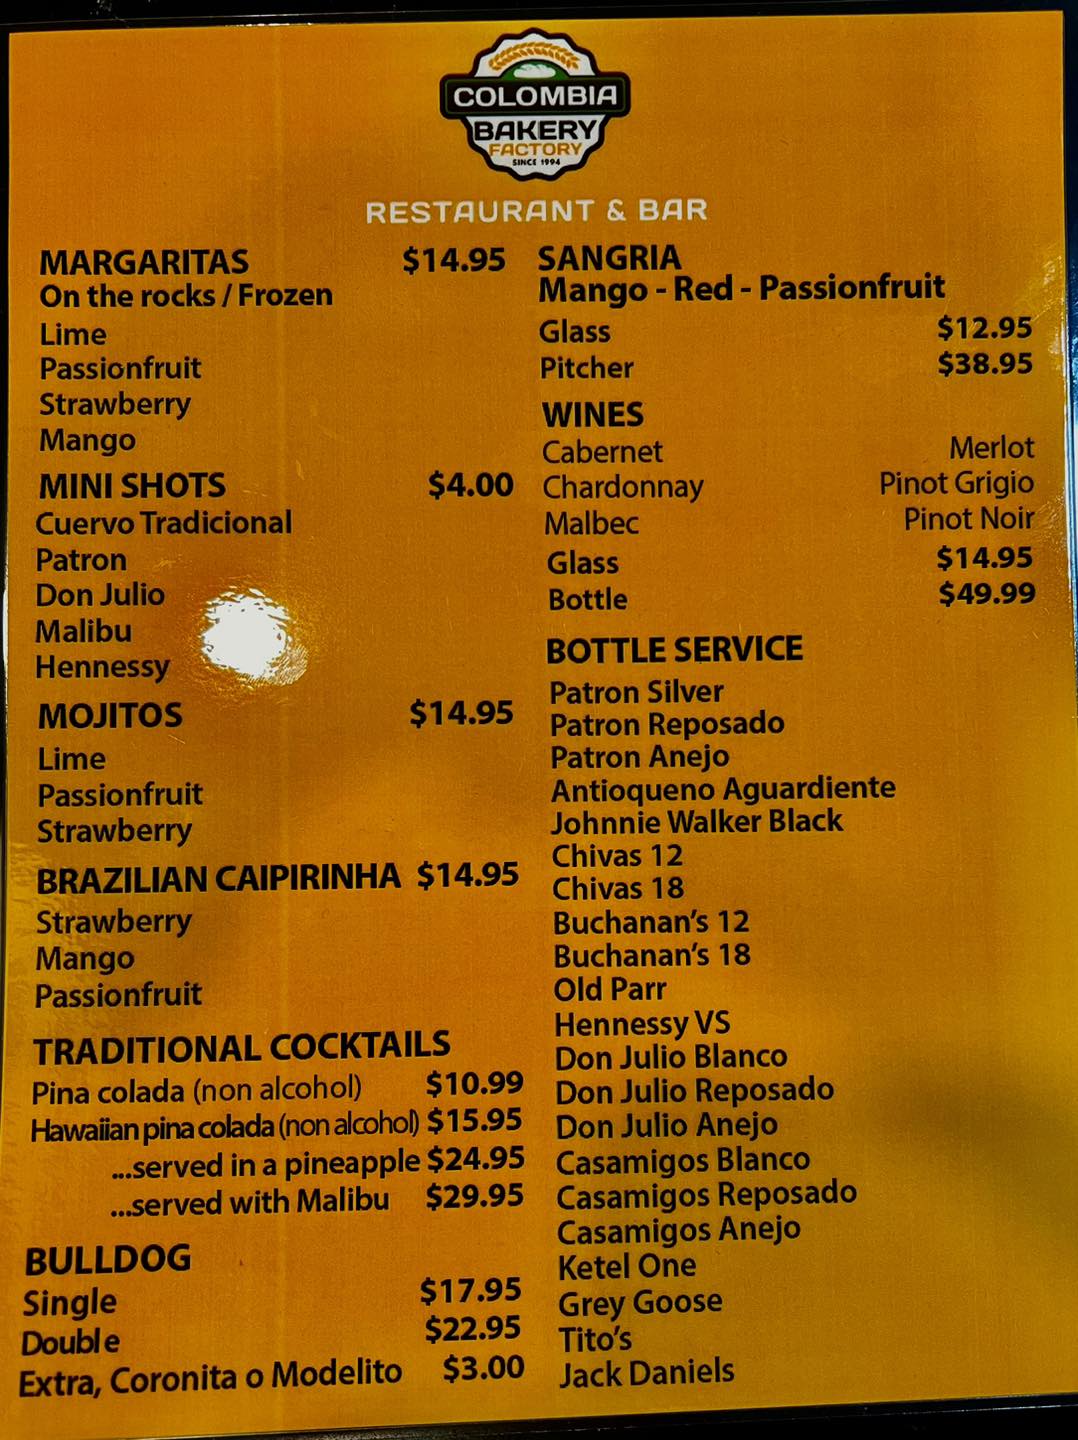 COLOMBIA
BAKERY
FACTORY
SINCE 1994
RESTAURANT & BAR
MARGARITAS $14.95
On the rocks / Frozen
Lime
Passionfruit
Strawberry
Mango
MINI SHOTS $4.00
Cuervo Tradicional
Patron
Don Julio
Malibu
Hennessy
MOJITOS $14.95
Lime
Passionfruit
Strawberry
BRAZILIAN CAIPIRINHA $14.95
Strawberry
Mango
Passionfruit
TRADITIONAL COCKTAILS
Pina colada (non alcohol) $10.99
Hawaiian pina colada (non alcohol) $15.95
...served in a pineapple $24.95
...served with Malibu $29.95
BULLDOG
Single $17.95
Double $22.95
Extra, Coronita o Modelito $3.00
SANGRIA
Mango - Red - Passionfruit
Glass $12.95
Pitcher $38.95
WINES
Cabernet Merlot
Chardonnay Pinot Grigio
Malbec Pinot Noir
Glass $14.95
Bottle $49.99
BOTTLE SERVICE
Patron Silver
Patron Reposado
Patron Anejo
Antioqueno Aguardiente
Johnnie Walker Black
Chivas 12
Chivas 18
Buchanan's 12
Buchanan's 18
Old Parr
Hennessy VS
Don Julio Blanco
Don Julio Reposado
Don Julio Anejo
Casamigos Blanco
Casamigos Reposado
Casamigos Anejo
Ketel One
Grey Goose
Tito's
Jack Daniels